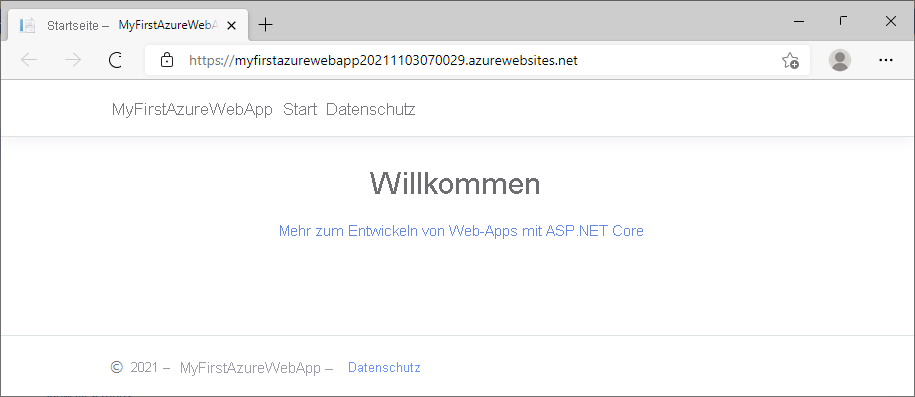 Startseite – MyFirstAzureWebA
https://myfirstazurewebapp20211103070029.azurewebsites.net
MyFirstAzureWebApp Start Datenschutz
Willkommen
Mehr zum Entwickeln von Web-Apps mit ASP.NET Core
© 2021 – MyFirstAzureWebApp – Datenschutz